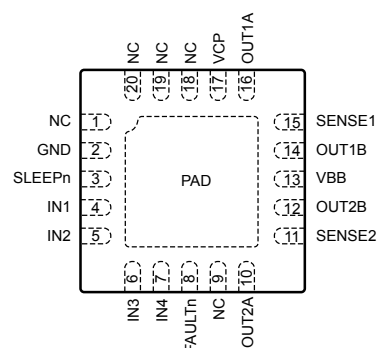 NC
NC
NC
VCP
OUT1A
20
19
18
17
16
NC 1
GND 2
SLEEPn 3
IN1 4
IN2 5
PAD
15 SENSE1
14 OUT1B
13 VBB
12 OUT2B
11 SENSE2
6
7
8
9
10
IN3
IN4
FAULTn
NC
OUT2A